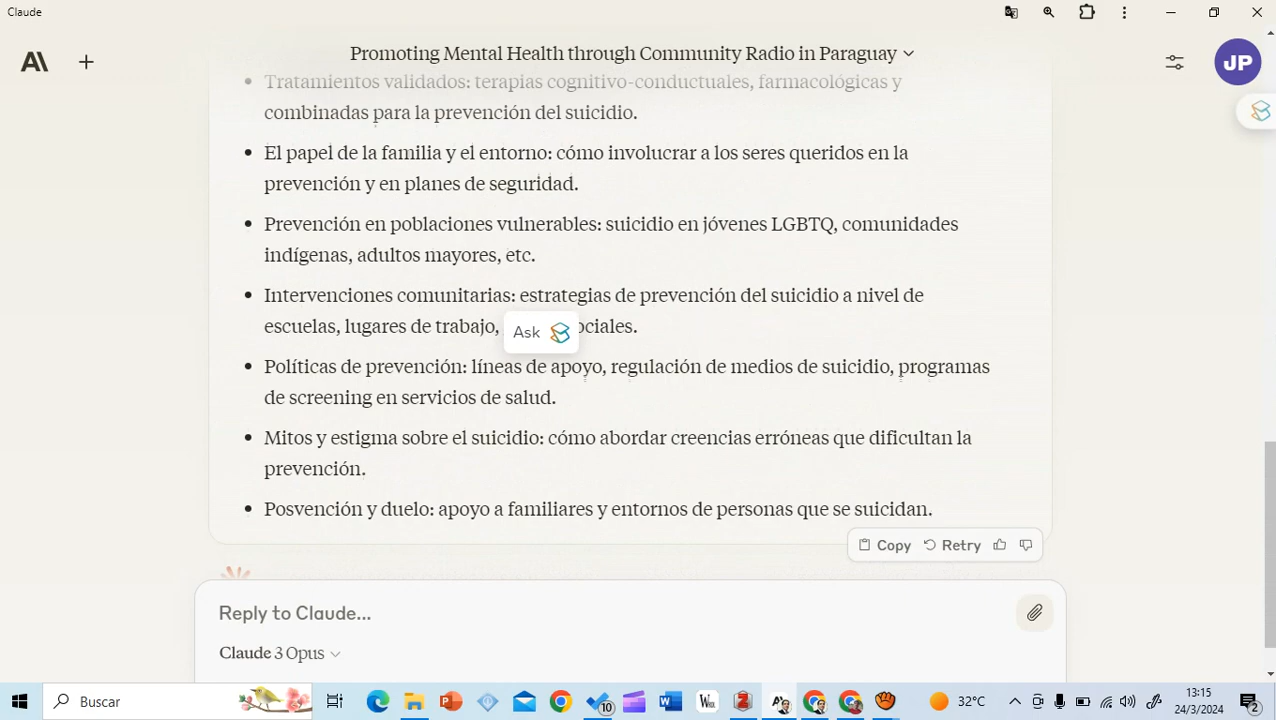 Claude
Promoting Mental Health through Community Radio in Paraguay
JP
Tratamientos validados: terapias cognitivo-conductuales, farmacológicas y
combinadas para la prevención del suicidio.
El papel de la familia y el entorno: cómo involucrar a los seres queridos en la
prevención y en planes de seguridad.
Prevención en poblaciones vulnerables: suicidio en jóvenes LGBTQ, comunidades
indígenas, adultos mayores, etc.
Intervenciones comunitarias: estrategias de prevención del suicidio a nivel de
escuelas, lugares de trabajo, ociales.
Ask
Políticas de prevención: líneas de apoyo, regulación de medios de suicidio, programas
de screening en servicios de salud.
Mitos y estigma sobre el suicidio: cómo abordar creencias erróneas que dificultan la
prevención.
Posvención y duelo: apoyo a familiares y entornos de personas que se suicidan.
Copy Retry
Reply to Claude...
Claude 3 Opus
Buscar
10
32°C
13:15
24/3/2024
2